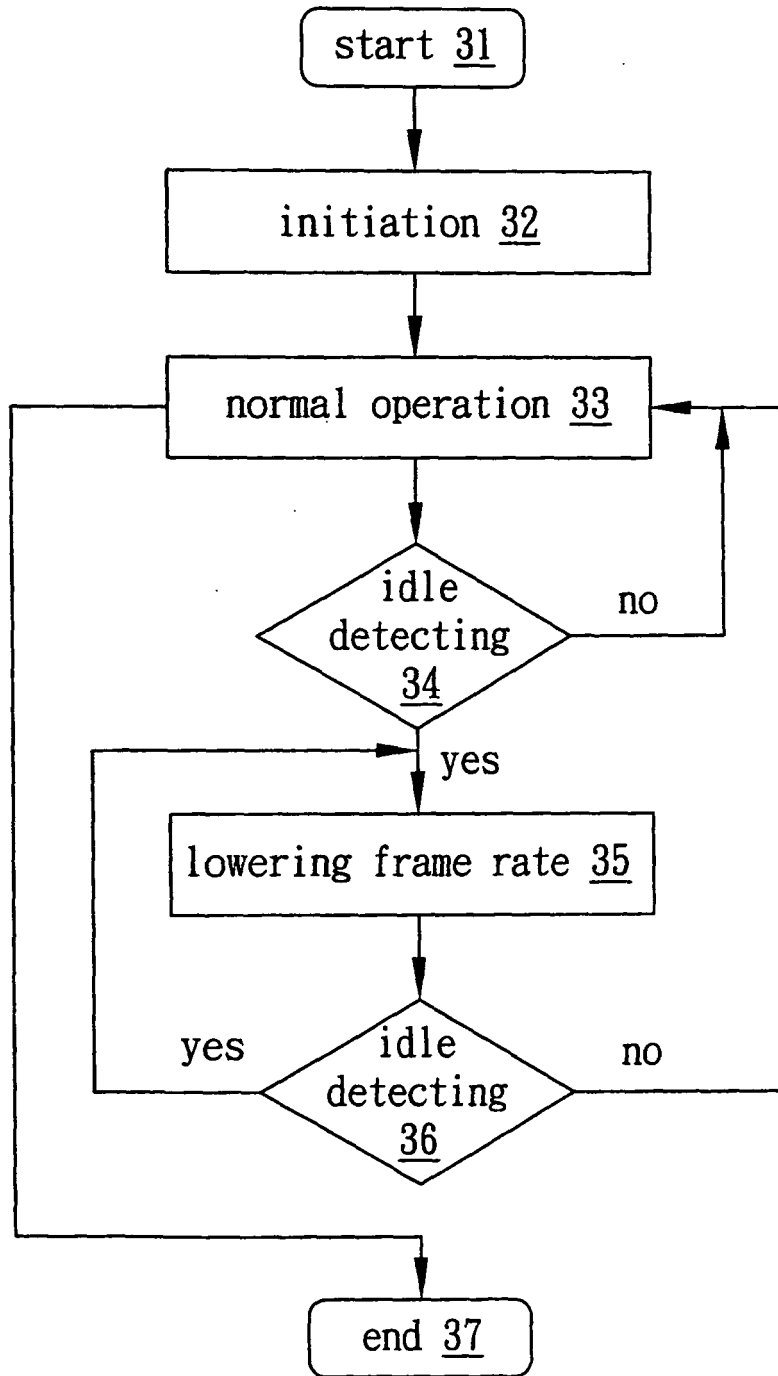 start 31
initiation 32
normal operation 33
idle
detecting
34
no
yes
lowering frame rate 35
yes
idle
detecting
36
no
end 37